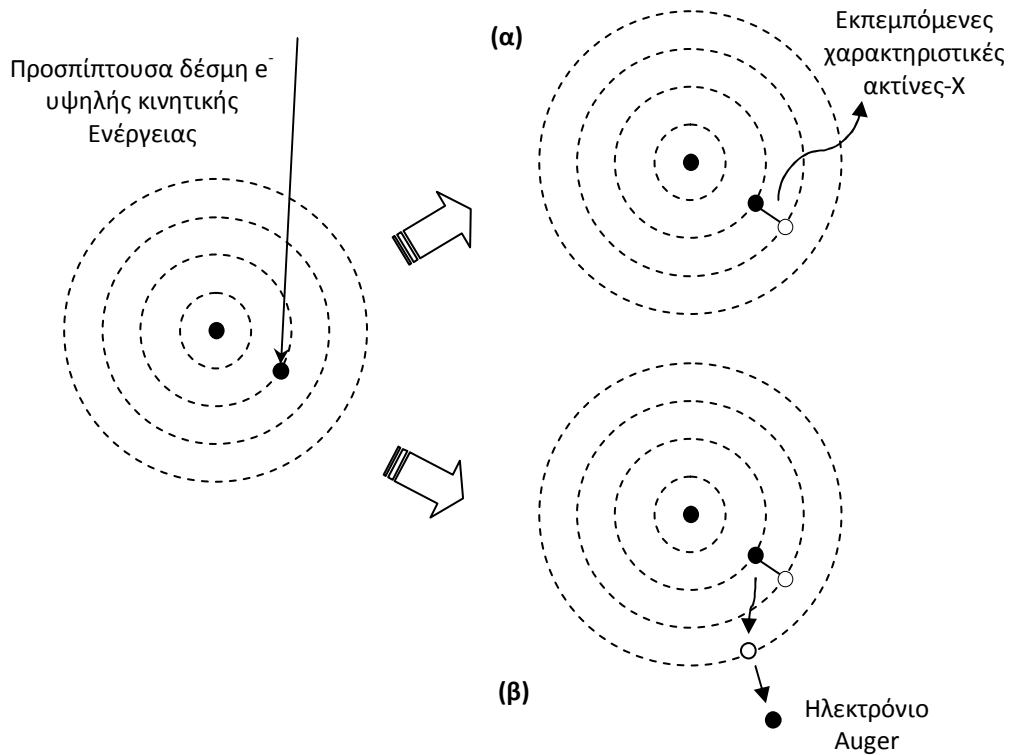 Προσπίπτουσα δέσμη e⁻
υψηλής κινητικής
Ενέργειας
(α)
Εκπεμπόμενες
χαρακτηριστικές
ακτίνες-Χ
(β)
Ηλεκτρόνιο
Auger